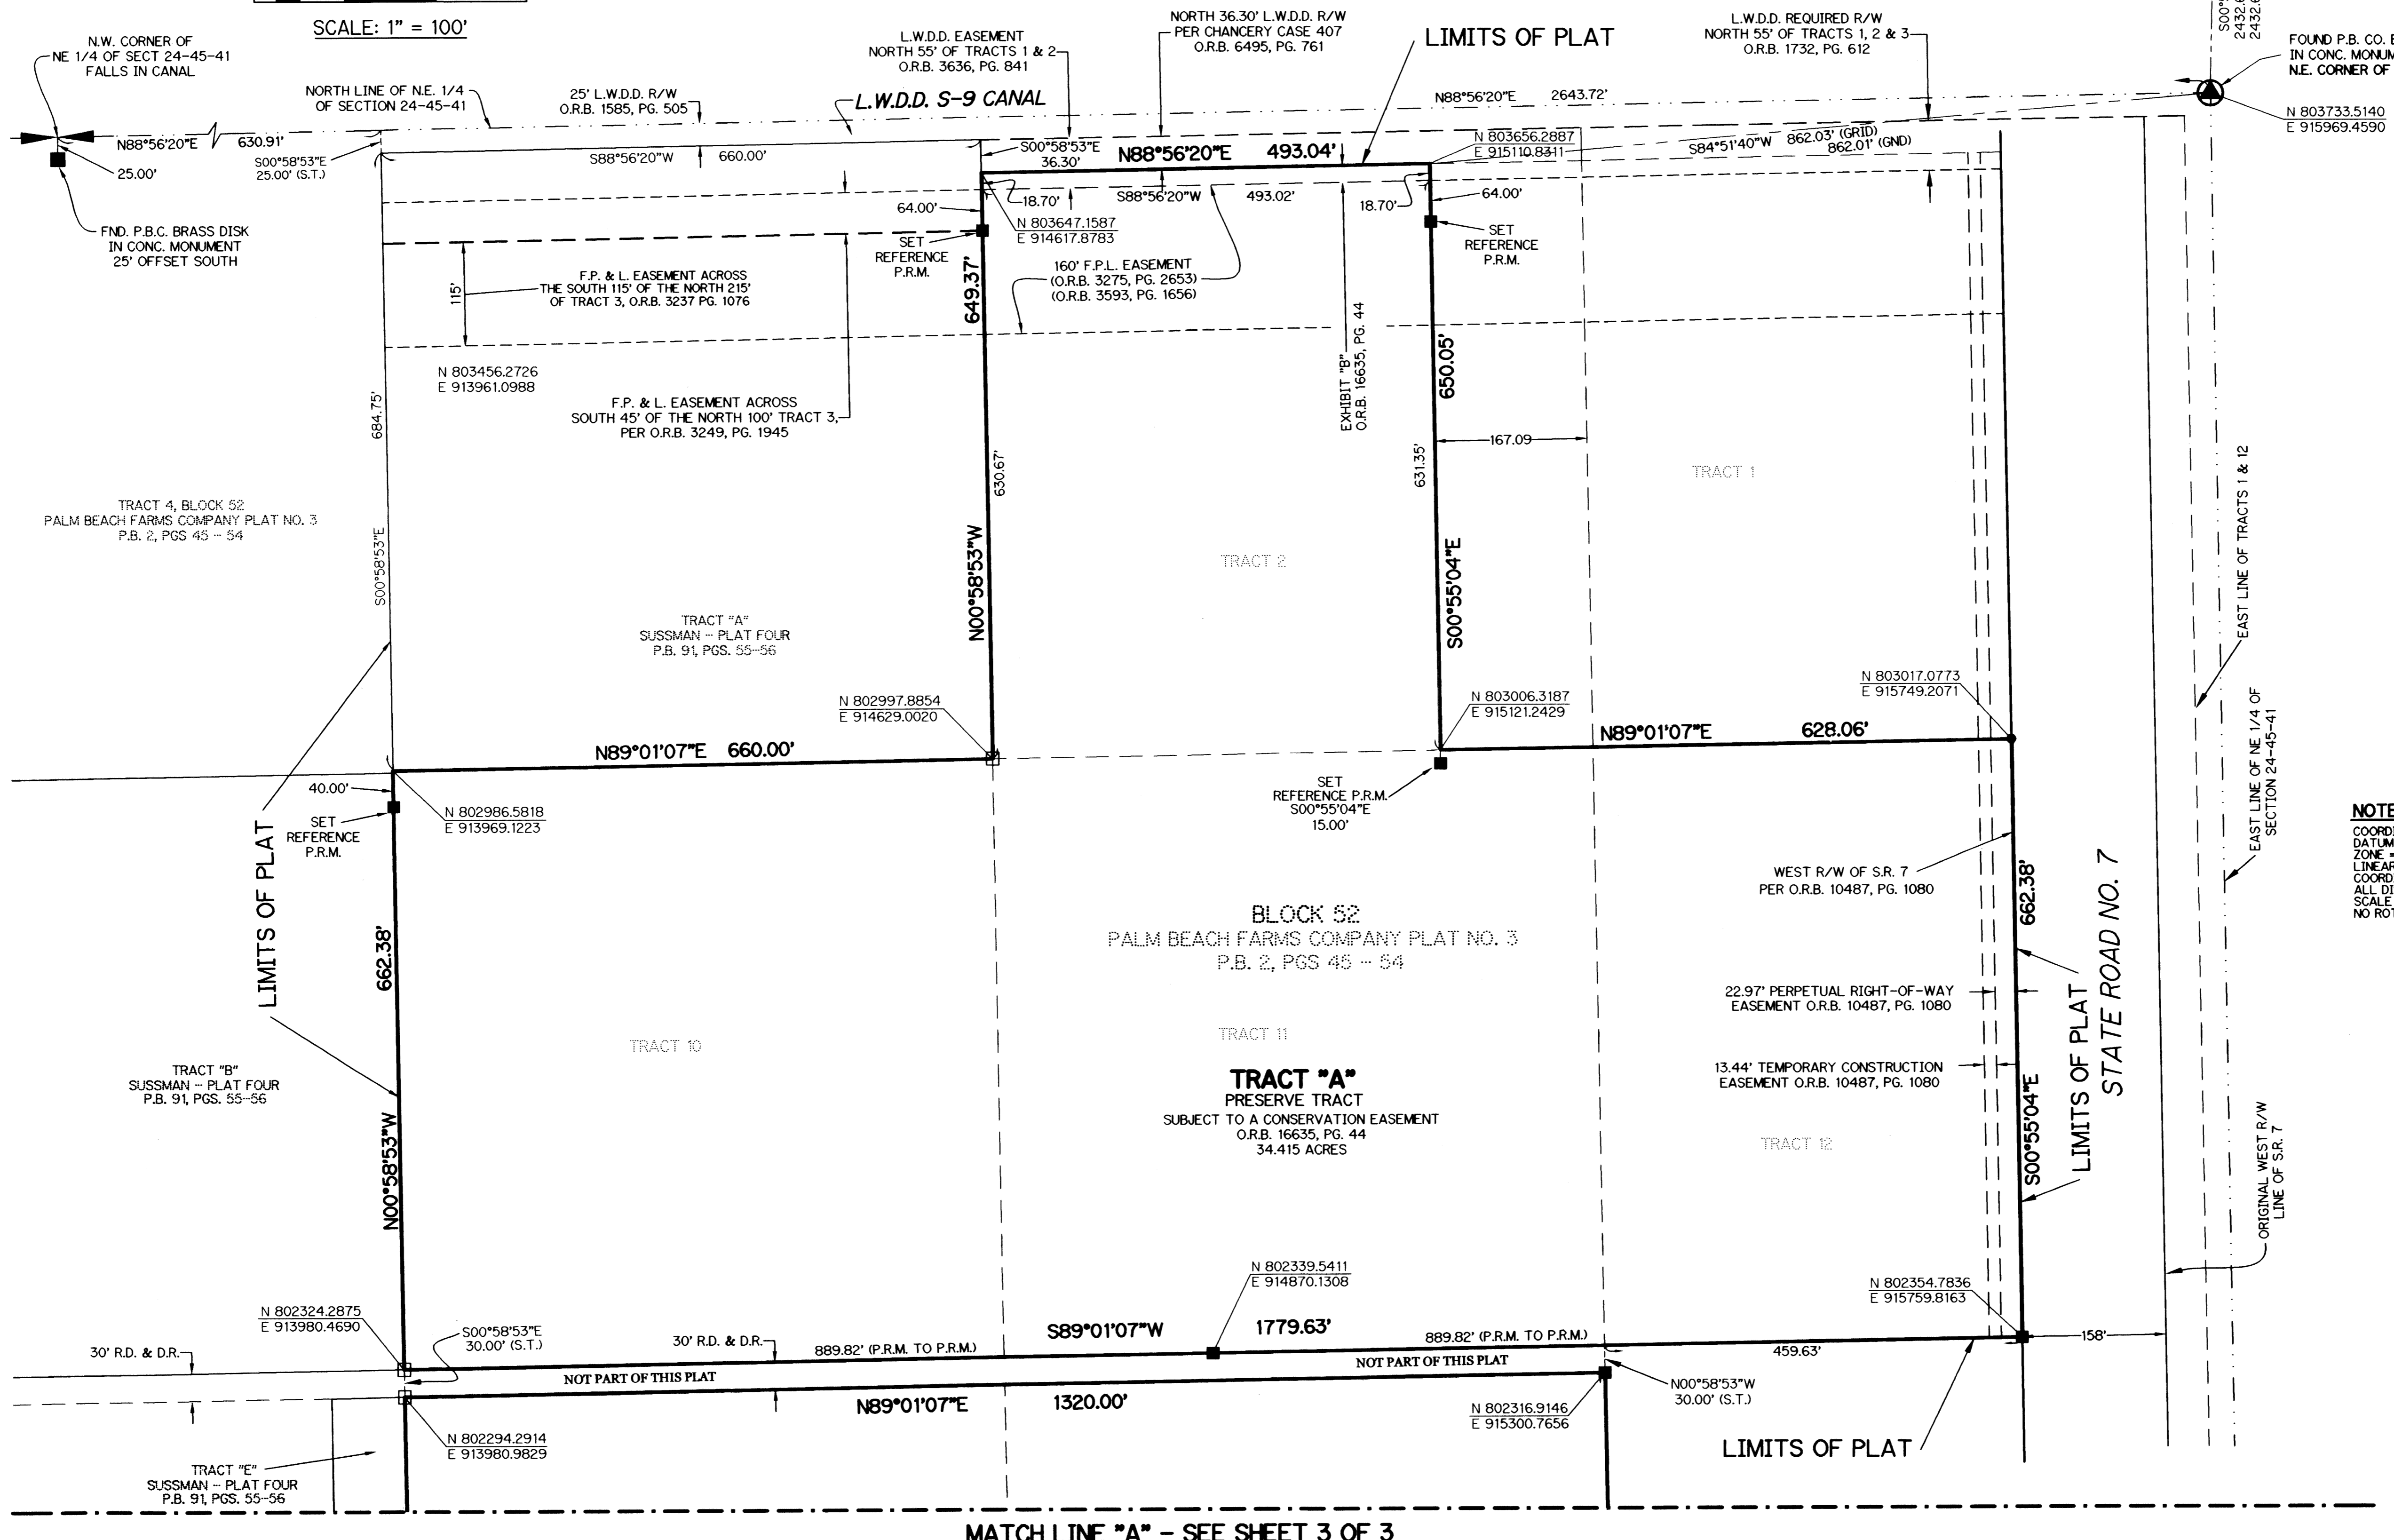 SCALE: 1" = 100'
N.W. CORNER OF
NE 1/4 OF SECT 24-45-41
FALLS IN CANAL
NORTH LINE OF N.E. 1/4
OF SECTION 24-45-41
25' L.W.D.D. R/W
O.R.B. 1585, PG. 505
L.W.D.D. EASEMENT
NORTH 55' OF TRACTS 1 & 2
O.R.B. 3636, PG. 841
L.W.D.D. S-9 CANAL
NORTH 36.30' L.W.D.D. R/W
PER CHANCERY CASE 407
O.R.B. 6495, PG. 761
LIMITS OF PLAT
L.W.D.D. REQUIRED R/W
NORTH 55' OF TRACTS 1, 2 & 3
O.R.B. 1732, PG. 612
S00°5
2432.6
2432.6
FOUND P.B. CO. B
IN CONC. MONUM
N.E. CORNER OF
N 803733.5140
E 915969.4590
N88°56'20"E 2643.72'
N88°56'20"E 630.91'
25.00'
S00°58'53"E
25.00' (S.T.)
S88°56'20"W 660.00'
S00°58'53"E
36.30'
N88°56'20"E 493.04'
N 803656.2887
E 915110.8311
S84°51'40"W 862.03' (GRID)
862.01' (GND)
FND. P.B.C. BRASS DISK
IN CONC. MONUMENT
25' OFFSET SOUTH
64.00'
18.70'
S88°56'20"W 493.02'
18.70'
64.00'
N 803647.1587
E 914617.8783
SET
REFERENCE
P.R.M.
SET
REFERENCE
P.R.M.
115'
F.P. & L. EASEMENT ACROSS
THE SOUTH 115' OF THE NORTH 215'
OF TRACT 3, O.R.B. 3237 PG. 1076
160' F.P.L. EASEMENT
(O.R.B. 3275, PG. 2653)
(O.R.B. 3593, PG. 1656)
649.37'
EXHIBIT "B"
O.R.B. 16635, PG. 44
650.05'
N 803456.2726
E 913961.0988
684.75'
F.P. & L. EASEMENT ACROSS
SOUTH 45' OF THE NORTH 100' TRACT 3,
PER O.R.B. 3249, PG. 1945
630.67'
631.35'
167.09
TRACT 1
TRACT 4, BLOCK 52
PALM BEACH FARMS COMPANY PLAT NO. 3
P.B. 2, PGS 45 - 54
S00°58'53"E
N00°58'53"W
TRACT 2
S00°55'04"E
EAST LINE OF TRACTS 1 & 12
TRACT "A"
SUSSMAN - PLAT FOUR
P.B. 91, PGS. 55-56
N 802997.8854
E 914629.0020
N 803006.3187
E 915121.2429
N 803017.0773
E 915749.2071
N89°01'07"E 660.00'
N89°01'07"E 628.06'
EAST LINE OF NE 1/4 OF
SECTION 24-45-41
40.00'
SET
REFERENCE
P.R.M.
N 802986.5818
E 913969.1223
SET
REFERENCE P.R.M.
S00°55'04"E
15.00'
NOTE
COORDI
DATUM
ZONE =
LINEAR
COORD
ALL DI
SCALE
NO ROT
LIMITS OF PLAT
662.38'
WEST R/W OF S.R. 7
PER O.R.B. 10487, PG. 1080
662.38'
BLOCK 52
PALM BEACH FARMS COMPANY PLAT NO. 3
P.B. 2, PGS 45 - 54
STATE ROAD NO. 7
LIMITS OF PLAT
22.97' PERPETUAL RIGHT-OF-WAY
EASEMENT O.R.B. 10487, PG. 1080
TRACT 10
TRACT 11
13.44' TEMPORARY CONSTRUCTION
EASEMENT O.R.B. 10487, PG. 1080
TRACT "B"
SUSSMAN - PLAT FOUR
P.B. 91, PGS. 55-56
TRACT "A"
PRESERVE TRACT
SUBJECT TO A CONSERVATION EASEMENT
O.R.B. 16635, PG. 44
34.415 ACRES
TRACT 12
S00°55'04"E
N00°58'53"W
ORIGINAL WEST R/W
LINE OF S.R. 7
N 802339.5411
E 914870.1308
N 802354.7836
E 915759.8163
N 802324.2875
E 913980.4690
S00°58'53"E
30.00' (S.T.)
30' R.D. & D.R.
30' R.D. & D.R.
889.82' (P.R.M. TO P.R.M.)
S89°01'07"W 1779.63'
889.82' (P.R.M. TO P.R.M.)
459.63'
158'
NOT PART OF THIS PLAT
NOT PART OF THIS PLAT
N89°01'07"E 1320.00'
N 802316.9146
E 915300.7656
N00°58'53"W
30.00' (S.T.)
N 802294.2914
E 913980.9829
LIMITS OF PLAT
TRACT "E"
SUSSMAN - PLAT FOUR
P.B. 91, PGS. 55-56
MATCH LINE "A" - SEE SHEET 3 OF 3